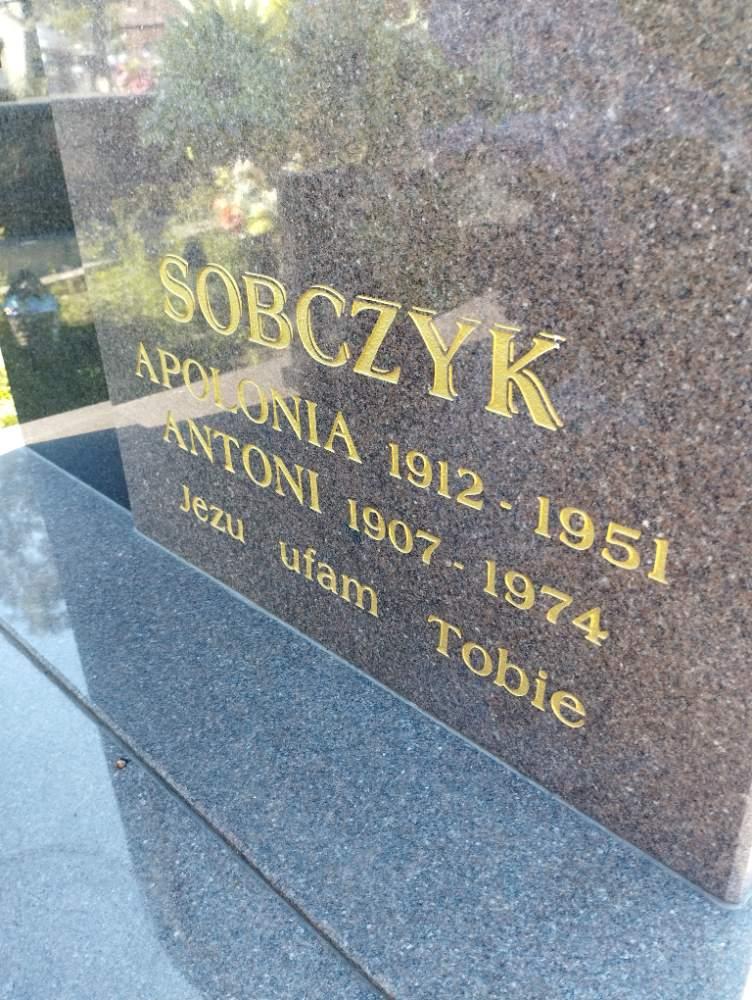 SOBCZYK
APOLONIA 1912 - 1951
ANTONI 1907 - 1974
Jezu ufam Tobie